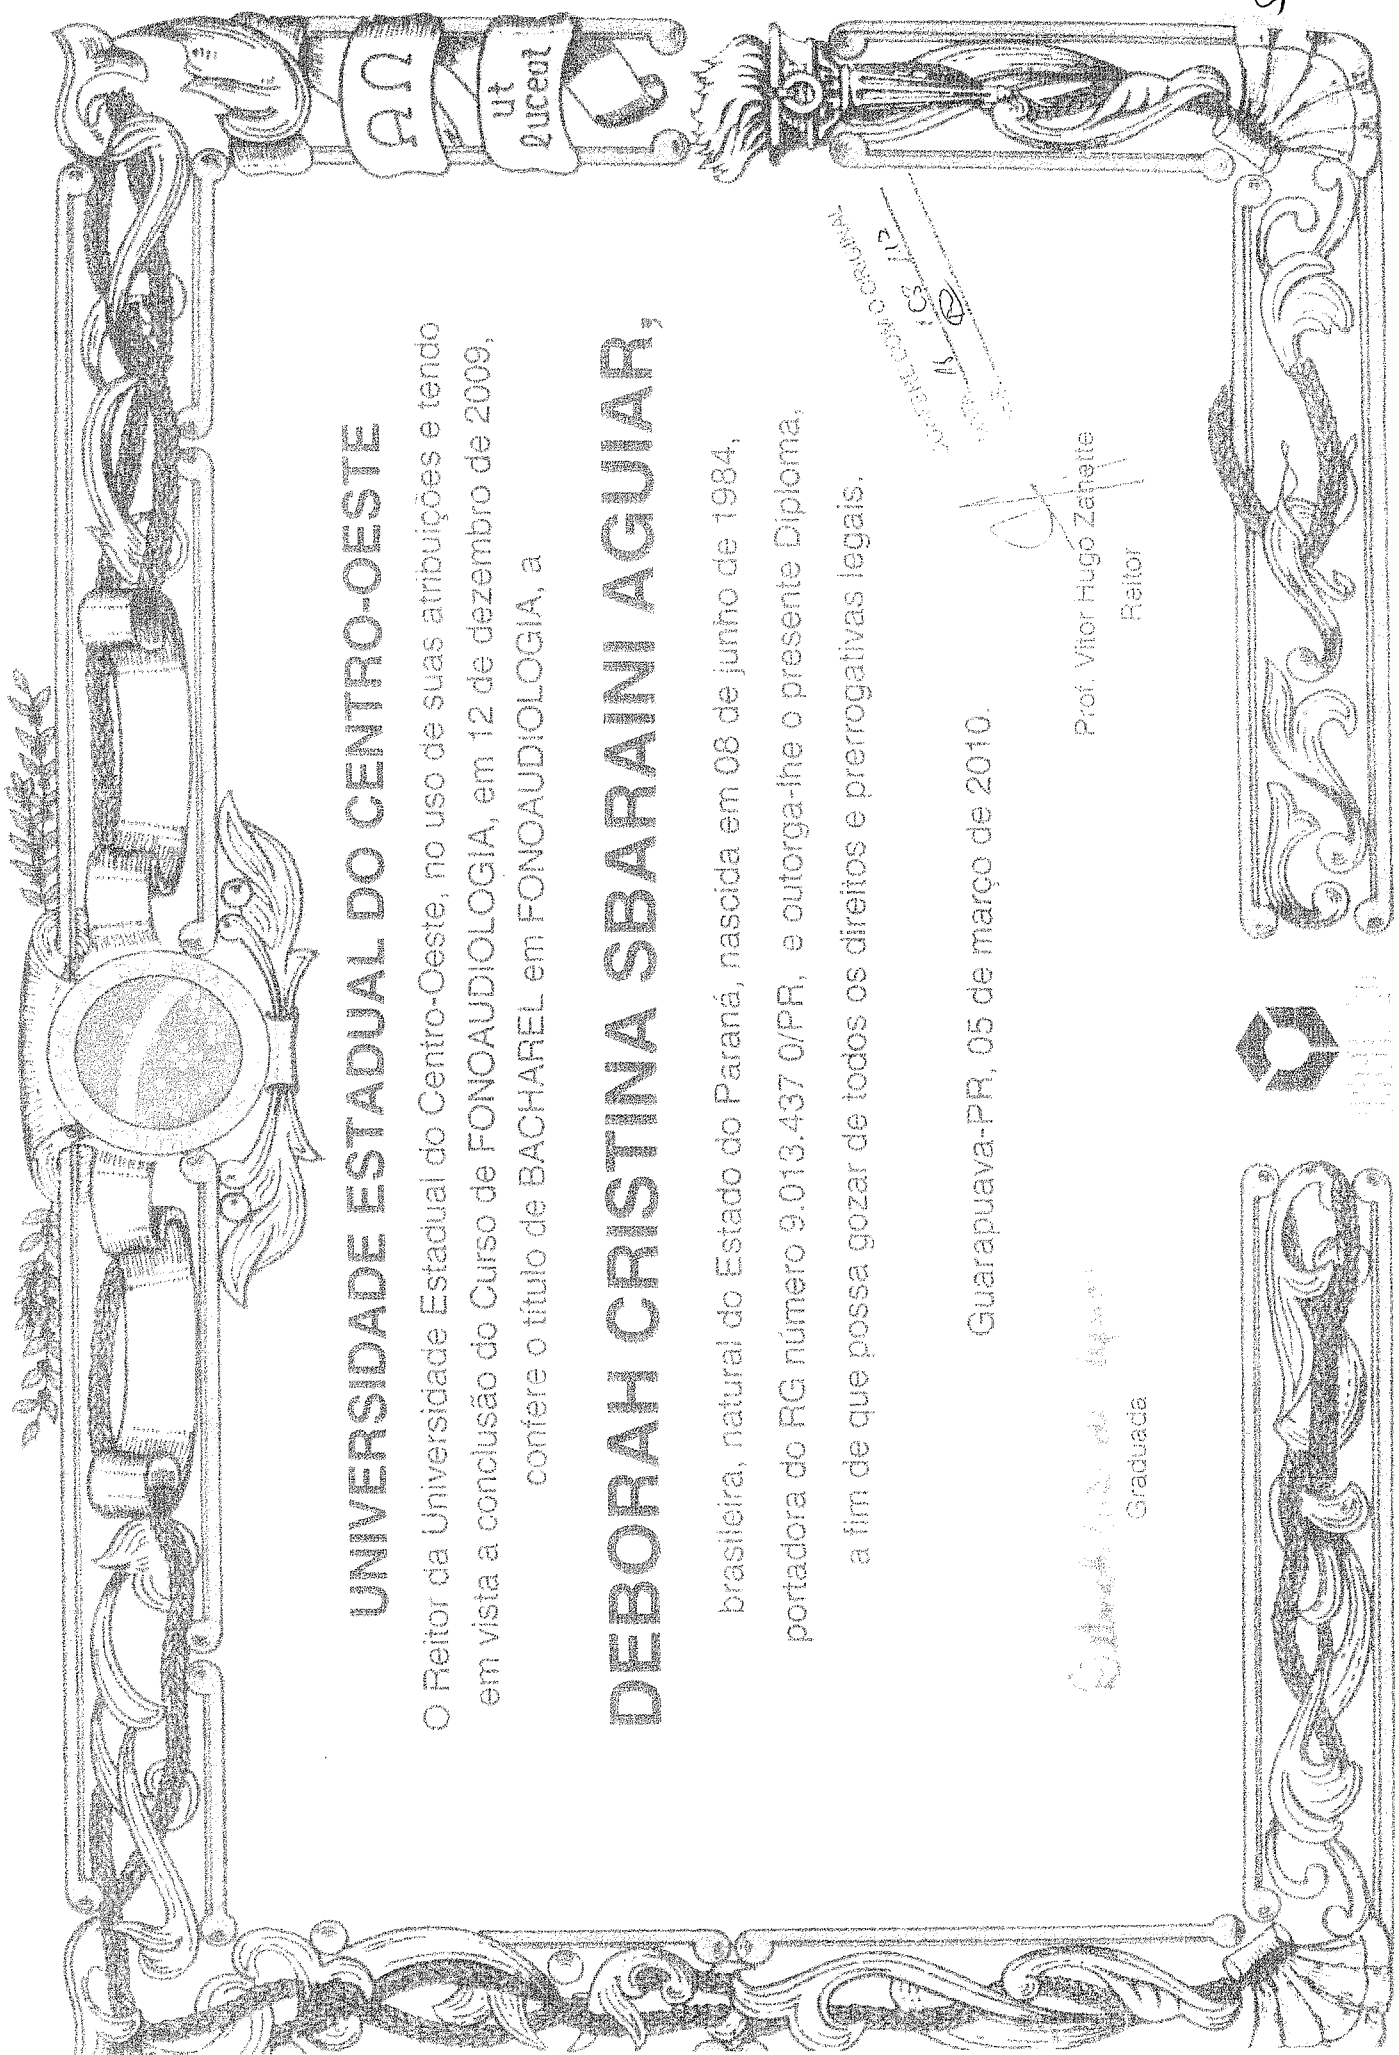 ΑΩ
ut
luceat
UNIVERSIDADE ESTADUAL DO CENTRO-OESTE
O Reitor da Universidade Estadual do Centro-Oeste, no uso de suas atribuições e tendo
em vista a conclusão do Curso de FONOAUDIOLOGIA, em 12 de dezembro de 2009,
confere o título de BACHAREL em FONOAUDIOLOGIA, a
DEBORAH CRISTINA SBARAINI AGUIAR,
brasileira, natural do Estado do Paraná, nascida em 08 de junho de 1984,
portadora do RG número 9.013.437 0/PR, e outorga-lhe o presente Diploma,
a fim de que possa gozar de todos os direitos e prerrogativas legais.
COM O ORIGINAL
Guarapuava-PR, 05 de março de 2010.
Prof. Vitor Hugo Zanette
Reitor
Graduada